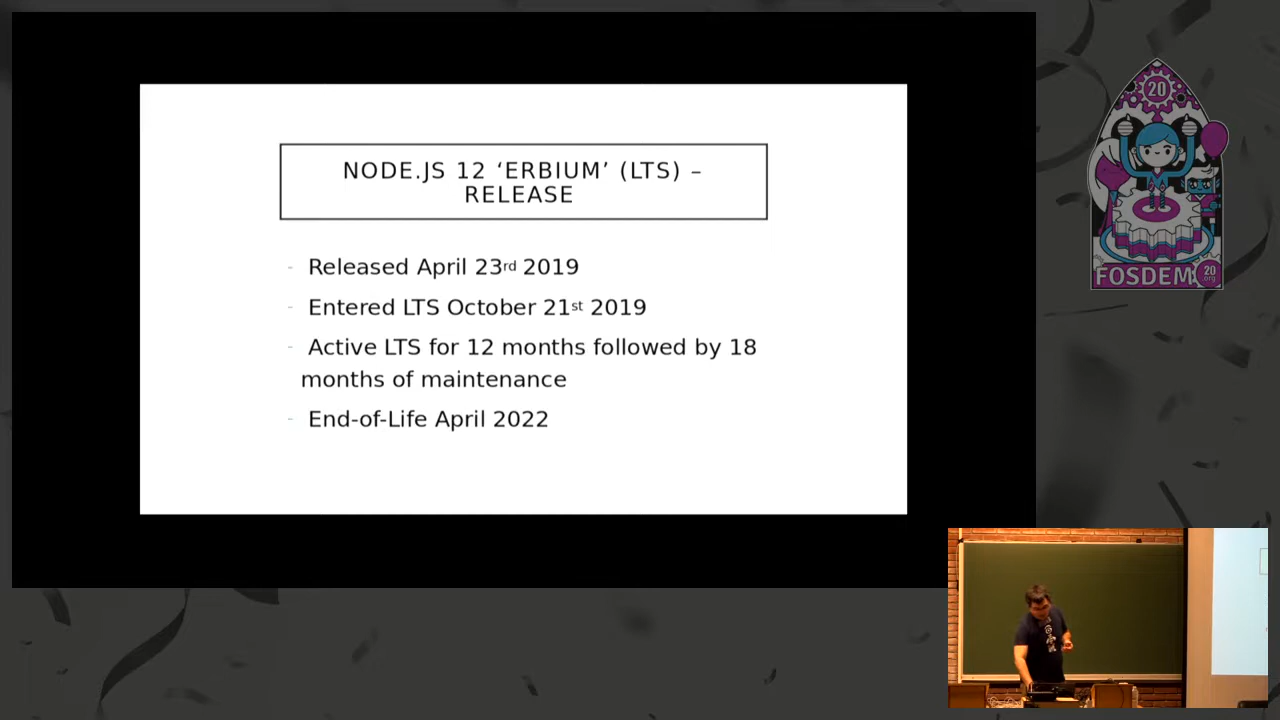 NODE.JS 12 ‘ERBIUM’ (LTS) –
RELEASE
- Released April 23rd 2019
- Entered LTS October 21st 2019
- Active LTS for 12 months followed by 18
months of maintenance
- End-of-Life April 2022
20
FOSDEM
20
.org